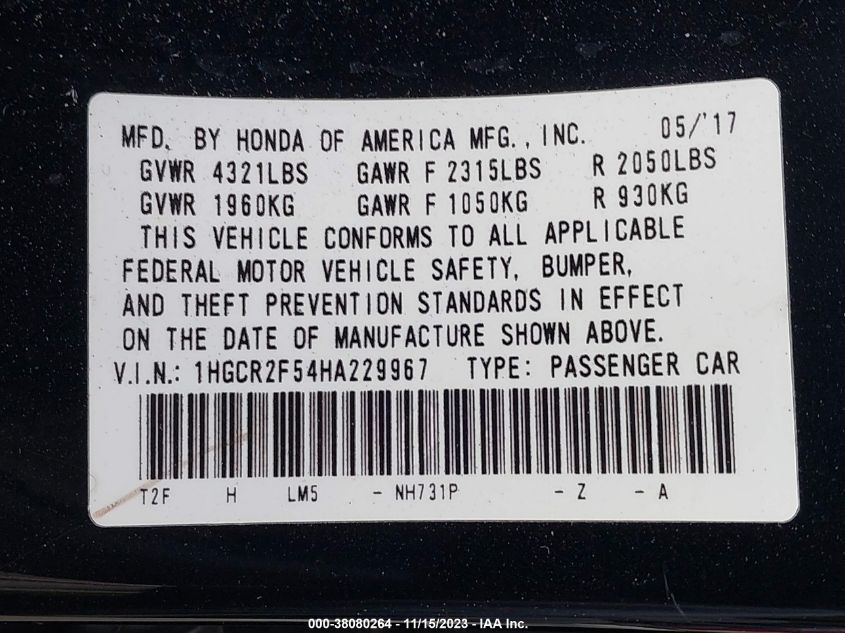 MFD. BY HONDA OF AMERICA MFG., INC. 05/'17
GVWR 4321LBS GAWR F 2315LBS R 2050LBS
GVWR 1960KG GAWR F 1050KG R 930KG
THIS VEHICLE CONFORMS TO ALL APPLICABLE
FEDERAL MOTOR VEHICLE SAFETY, BUMPER,
AND THEFT PREVENTION STANDARDS IN EFFECT
ON THE DATE OF MANUFACTURE SHOWN ABOVE.
V.I.N.: 1HGCR2F54HA229967 TYPE: PASSENGER CAR
T2F H LM5 - NH731P - Z - A
000-38080264 - 11/15/2023 - IAA Inc.